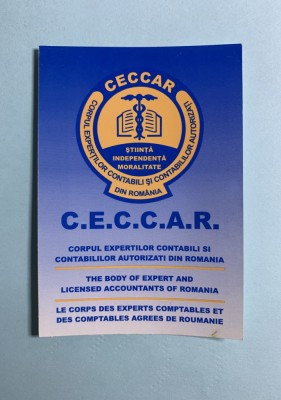 CECCAR
CORPUL EXPERȚILOR CONTABILI ȘI CONTABILILOR AUTORIZAȚI
DIN ROMÂNIA
ȘTIINȚĂ
INDEPENDENȚĂ
MORALITATE
C.E.C.C.A.R.
CORPUL EXPERTILOR CONTABILI SI
CONTABILILOR AUTORIZATI DIN ROMANIA
THE BODY OF EXPERT AND
LICENSED ACCOUNTANTS OF ROMANIA
LE CORPS DES EXPERTS COMPTABLES ET
DES COMPTABLES AGREES DE ROUMANIE